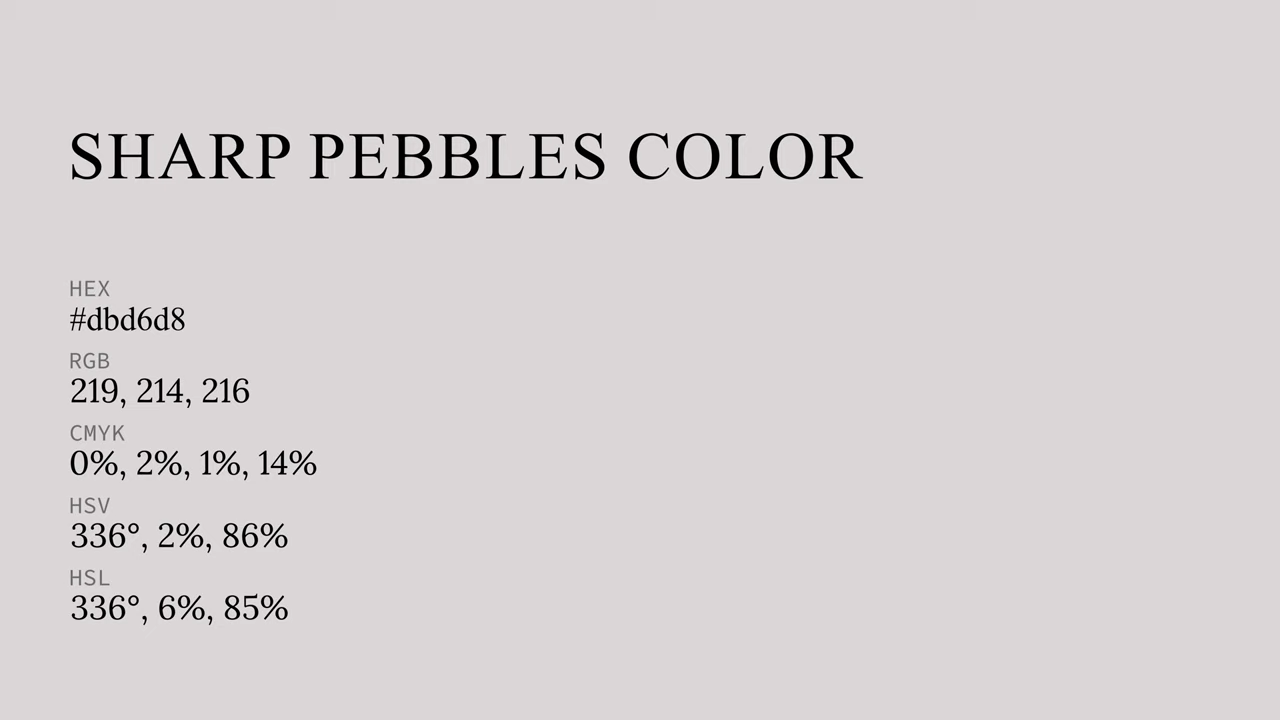 SHARP PEBBLES COLOR
HEX
#dbd6d8
RGB
219, 214, 216
CMYK
0%, 2%, 1%, 14%
HSV
336°, 2%, 86%
HSL
336°, 6%, 85%